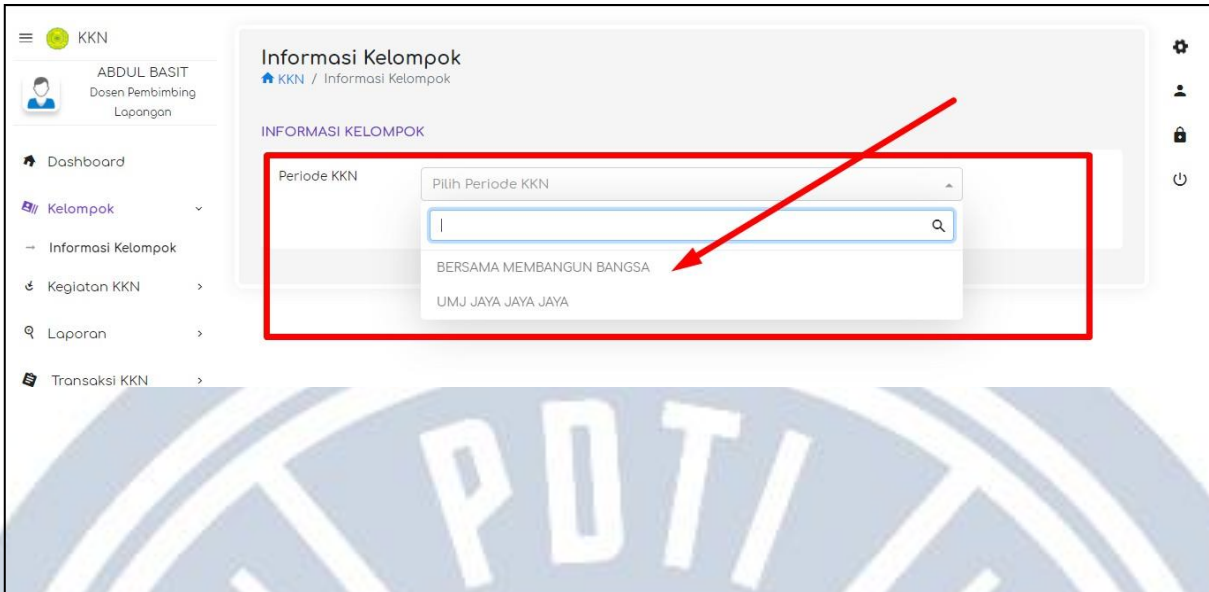 KKN
ABDUL BASIT
Dosen Pembimbing
Lapangan
Dashboard
Kelompok
Informasi Kelompok
Kegiatan KKN
Laporan
Transaksi KKN
Informasi Kelompok
KKN / Informasi Kelompok
INFORMASI KELOMPOK
Periode KKN
Pilih Periode KKN
BERSAMA MEMBANGUN BANGSA
UMJ JAYA JAYA JAYA
PDTI